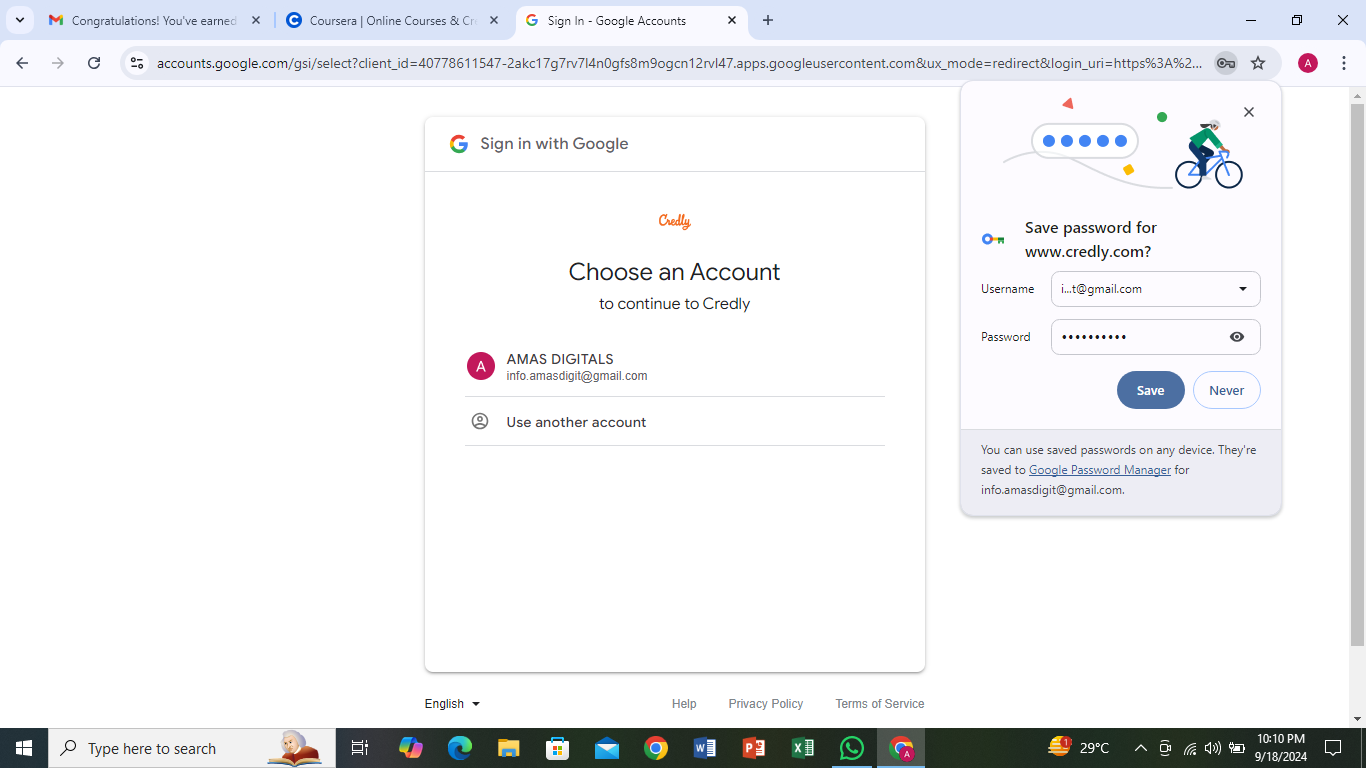 Congratulations! You've earned
Coursera | Online Courses & Cre
Sign In - Google Accounts
accounts.google.com/gsi/select?client_id=40778611547-2akc17g7rv7l4n0gfs8m9ogcn12rvl47.apps.googleusercontent.com&ux_mode=redirect&login_uri=https%3A%2...
A
Sign in with Google
Credly
Choose an Account
to continue to Credly
A
AMAS DIGITALS
info.amasdigit@gmail.com
Use another account
Save password for
www.credly.com?
Username
i...t@gmail.com
Password
••••••••••
Save
Never
You can use saved passwords on any device. They're
saved to Google Password Manager for
info.amasdigit@gmail.com.
English
Help
Privacy Policy
Terms of Service
Type here to search
1
29°C
10:10 PM
9/18/2024